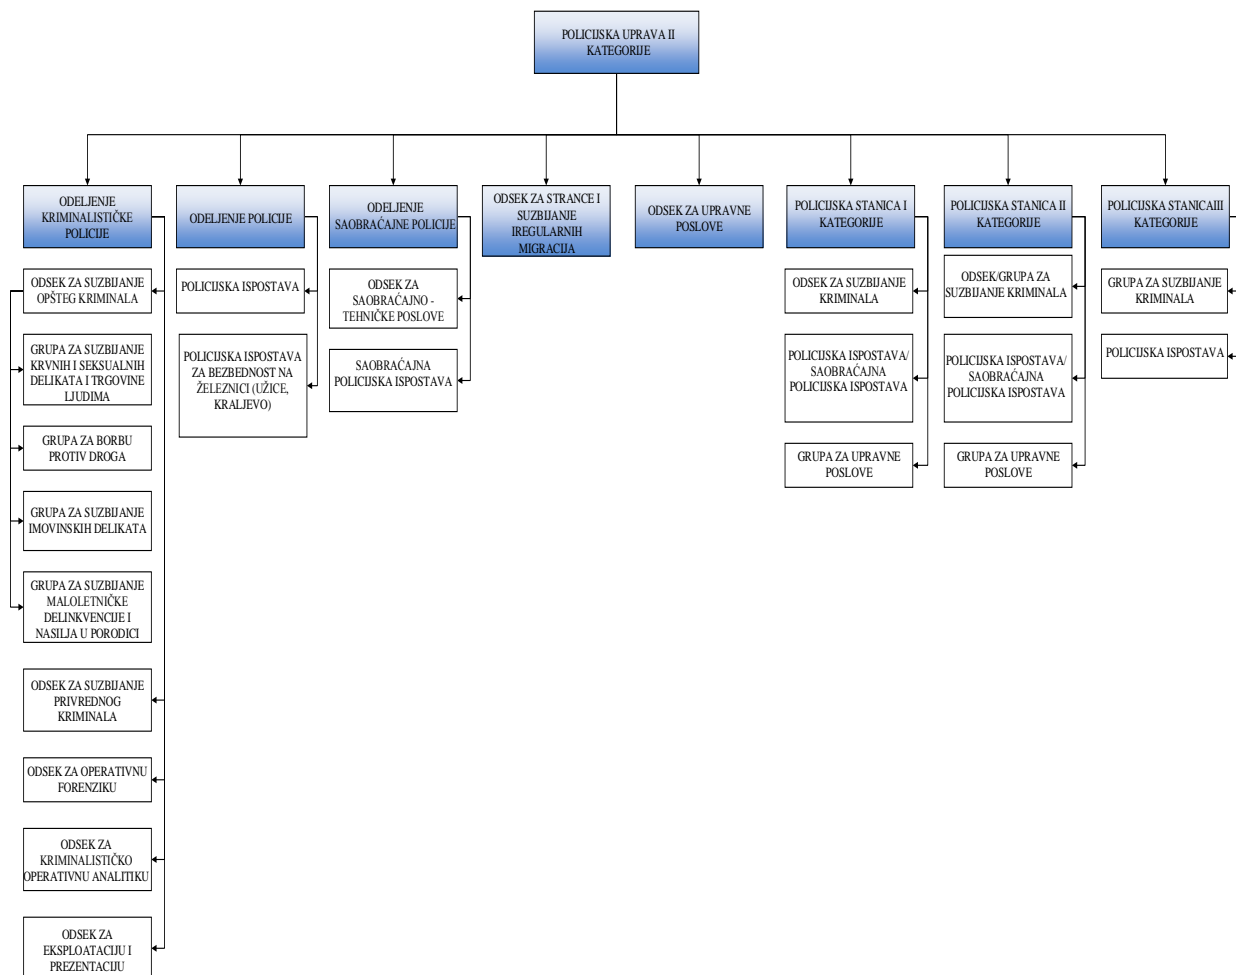 POLICIJSKA UPRAVA II
KATEGORIJE
ODELJENJE
KRIMINALISTIČKE
POLICIJE
ODELJENJE POLICIJE
ODELJENJE
SAOBRAĆAJNE POLICIJE
ODSEK ZA STRANCE I
SUZBIJANJE
IREGULARNIH
MIGRACIJA
ODSEK ZA UPRAVNE
POSLOVE
POLICIJSKA STANICA I
KATEGORIJE
POLICIJSKA STANICA II
KATEGORIJE
POLICIJSKA STANICAIII
KATEGORIJE
ODSEK ZA SUZBIJANJE
OPŠTEG KRIMINALA
GRUPA ZA SUZBIJANJE
KRVNIH I SEKSUALNIH
DELIKATA I TRGOVINE
LJUDIMA
GRUPA ZA BORBU
PROTIV DROGA
GRUPA ZA SUZBIJANJE
IMOVINSKIH DELIKATA
GRUPA ZA SUZBIJANJE
MALOLETNIČKE
DELINKVENCIJE I
NASILJA U PORODICI
ODSEK ZA SUZBIJANJE
PRIVREDNOG
KRIMINALA
ODSEK ZA OPERATIVNU
FORENZIKU
ODSEK ZA
KRIMINALISTIČKO
OPERATIVNU ANALITIKU
ODSEK ZA
EKSPLOATACIJU I
PREZENTACIJU
POLICIJSKA ISPOSTAVA
POLICIJSKA ISPOSTAVA
ZA BEZBEDNOST NA
ŽELEZNICI (UŽICE,
KRALJEVO)
ODSEK ZA
SAOBRAĆAJNO -
TEHNIČKE POSLOVE
SAOBRAĆAJNA
POLICIJSKA ISPOSTAVA
ODSEK ZA SUZBIJANJE
KRIMINALA
POLICIJSKA ISPOSTAVA/
SAOBRAĆAJNA
POLICIJSKA ISPOSTAVA
GRUPA ZA UPRAVNE
POSLOVE
ODSEK/GRUPA ZA
SUZBIJANJE KRIMINALA
POLICIJSKA ISPOSTAVA/
SAOBRAĆAJNA
POLICIJSKA ISPOSTAVA
GRUPA ZA UPRAVNE
POSLOVE
GRUPA ZA SUZBIJANJE
KRIMINALA
POLICIJSKA ISPOSTAVA